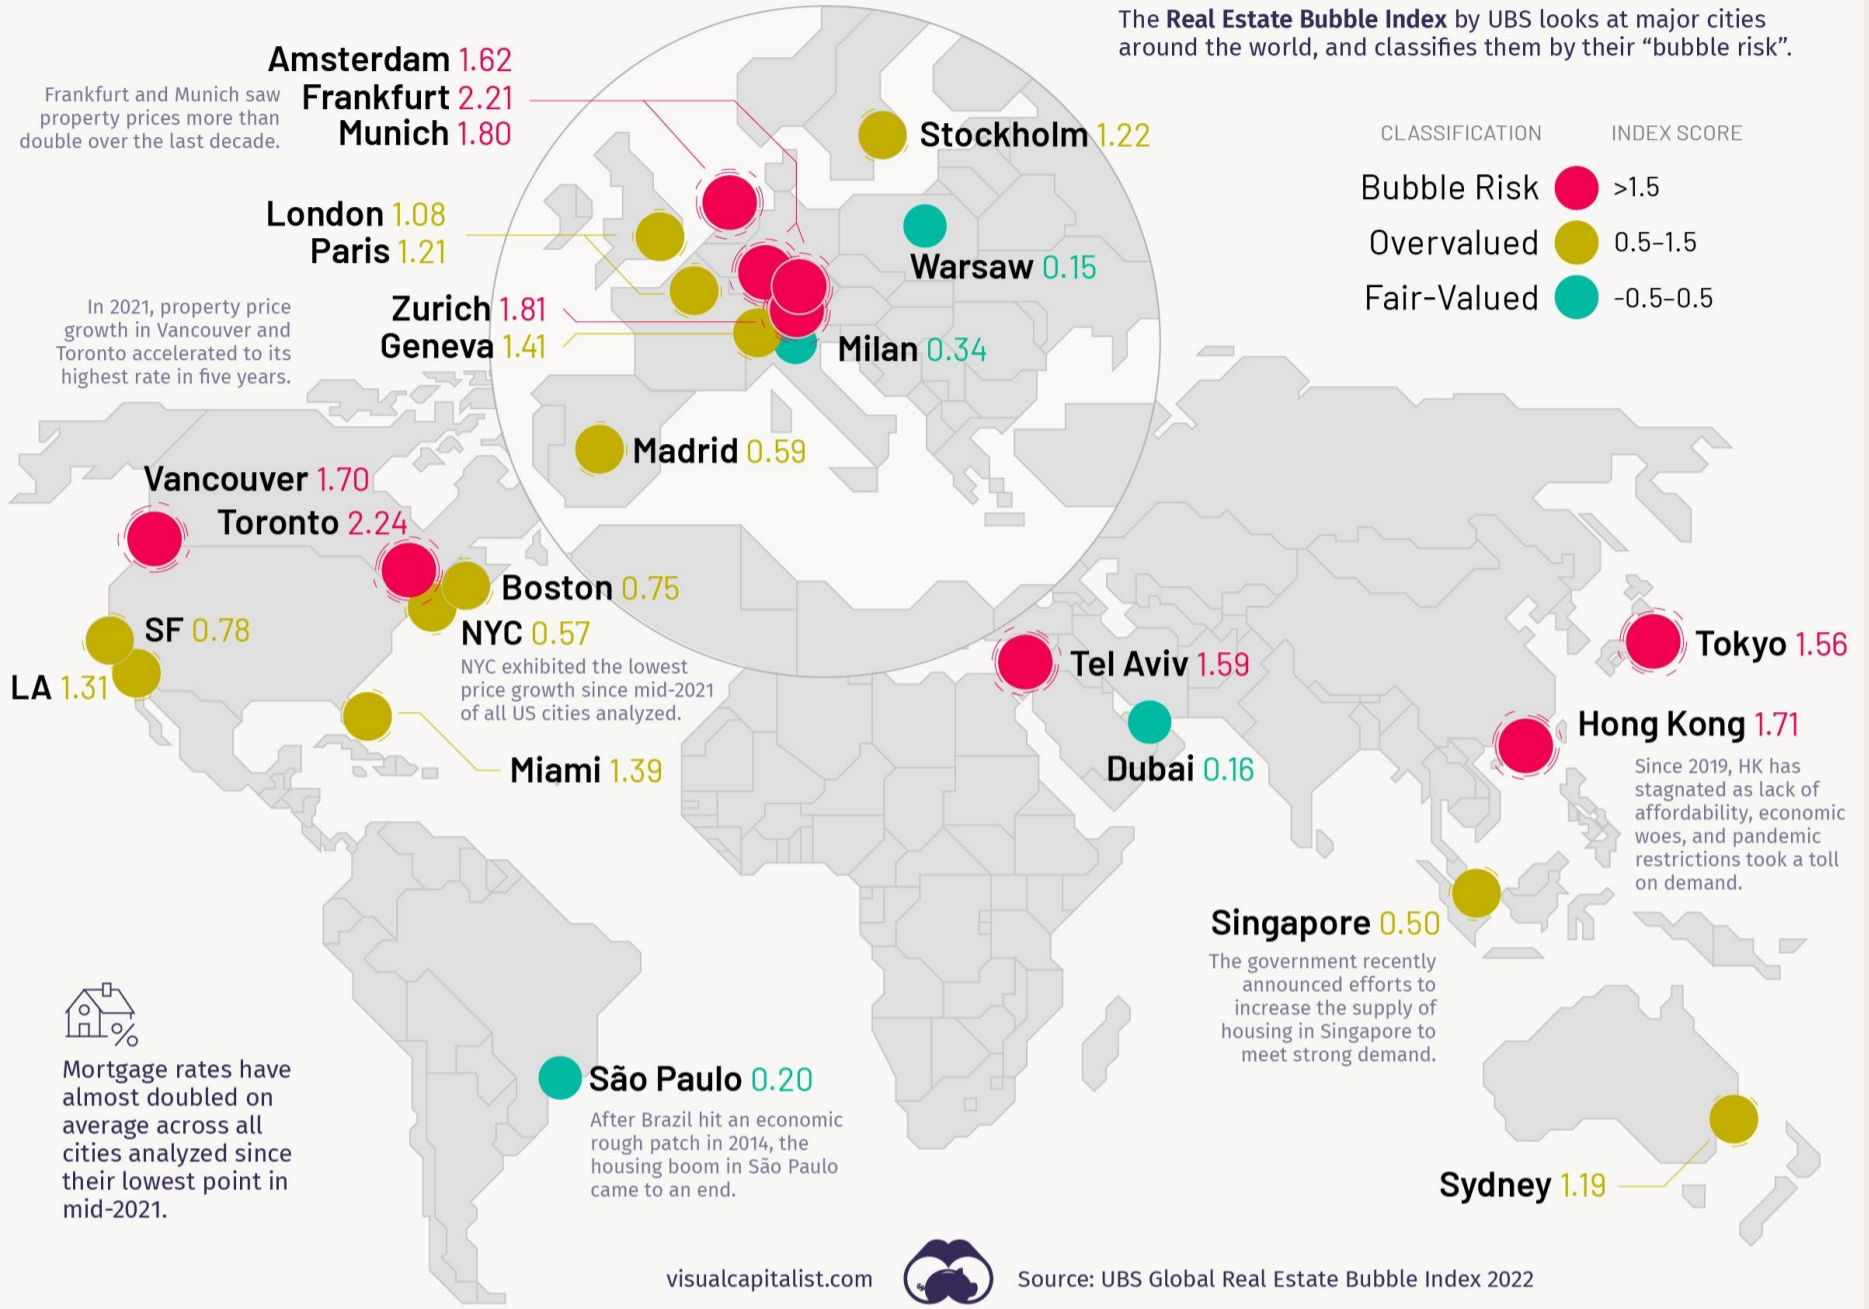 The Real Estate Bubble Index by UBS looks at major cities
around the world, and classifies them by their “bubble risk”.
CLASSIFICATION INDEX SCORE
Bubble Risk >1.5
Overvalued 0.5–1.5
Fair-Valued -0.5–0.5
Amsterdam 1.62
Frankfurt 2.21
Munich 1.80
Frankfurt and Munich saw
property prices more than
double over the last decade.
Stockholm 1.22
London 1.08
Paris 1.21
Warsaw 0.15
Zurich 1.81
Geneva 1.41
Milan 0.34
In 2021, property price
growth in Vancouver and
Toronto accelerated to its
highest rate in five years.
Madrid 0.59
Vancouver 1.70
Toronto 2.24
Boston 0.75
SF 0.78
NYC 0.57
NYC exhibited the lowest
price growth since mid-2021
of all US cities analyzed.
LA 1.31
Miami 1.39
Tel Aviv 1.59
Dubai 0.16
Tokyo 1.56
Hong Kong 1.71
Since 2019, HK has
stagnated as lack of
affordability, economic
woes, and pandemic
restrictions took a toll
on demand.
Singapore 0.50
The government recently
announced efforts to
increase the supply of
housing in Singapore to
meet strong demand.
Mortgage rates have
almost doubled on
average across all
cities analyzed since
their lowest point in
mid-2021.
São Paulo 0.20
After Brazil hit an economic
rough patch in 2014, the
housing boom in São Paulo
came to an end.
Sydney 1.19
visualcapitalist.com
Source: UBS Global Real Estate Bubble Index 2022